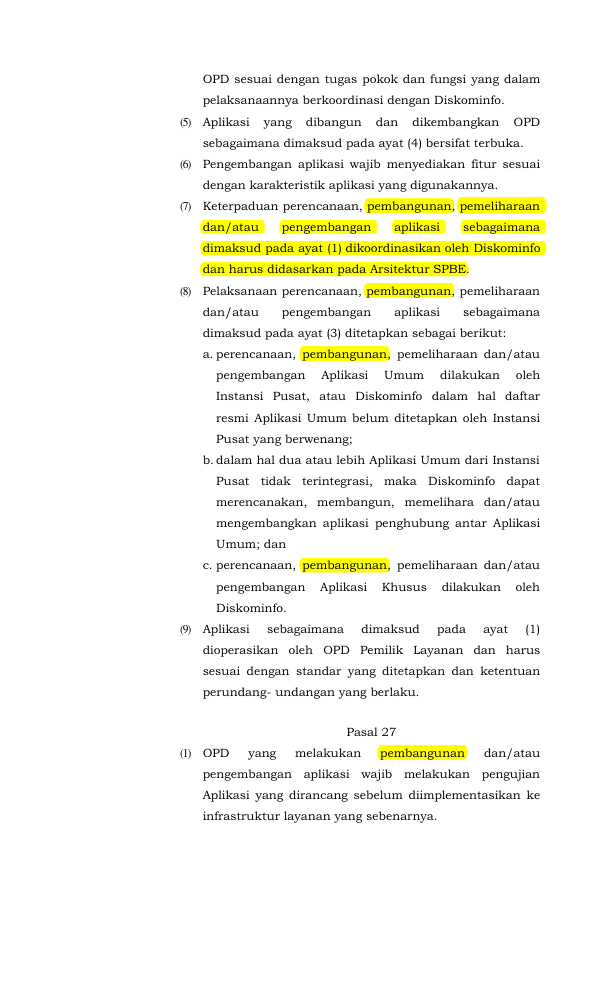 OPD sesuai dengan tugas pokok dan fungsi yang dalam
pelaksanaannya berkoordinasi dengan Diskominfo.
(5) Aplikasi yang dibangun dan dikembangkan OPD
sebagaimana dimaksud pada ayat (4) bersifat terbuka.
(6) Pengembangan aplikasi wajib menyediakan fitur sesuai
dengan karakteristik aplikasi yang digunakannya.
(7) Keterpaduan perencanaan, pembangunan, pemeliharaan
dan/atau pengembangan aplikasi sebagaimana
dimaksud pada ayat (1) dikoordinasikan oleh Diskominfo
dan harus didasarkan pada Arsitektur SPBE.
(8) Pelaksanaan perencanaan, pembangunan, pemeliharaan
dan/atau pengembangan aplikasi sebagaimana
dimaksud pada ayat (3) ditetapkan sebagai berikut:
a. perencanaan, pembangunan, pemeliharaan dan/atau
pengembangan Aplikasi Umum dilakukan oleh
Instansi Pusat, atau Diskominfo dalam hal daftar
resmi Aplikasi Umum belum ditetapkan oleh Instansi
Pusat yang berwenang;
b. dalam hal dua atau lebih Aplikasi Umum dari Instansi
Pusat tidak terintegrasi, maka Diskominfo dapat
merencanakan, membangun, memelihara dan/atau
mengembangkan aplikasi penghubung antar Aplikasi
Umum; dan
c. perencanaan, pembangunan, pemeliharaan dan/atau
pengembangan Aplikasi Khusus dilakukan oleh
Diskominfo.
(9) Aplikasi sebagaimana dimaksud pada ayat (1)
dioperasikan oleh OPD Pemilik Layanan dan harus
sesuai dengan standar yang ditetapkan dan ketentuan
perundang- undangan yang berlaku.
Pasal 27
(1) OPD yang melakukan pembangunan dan/atau
pengembangan aplikasi wajib melakukan pengujian
Aplikasi yang dirancang sebelum diimplementasikan ke
infrastruktur layanan yang sebenarnya.